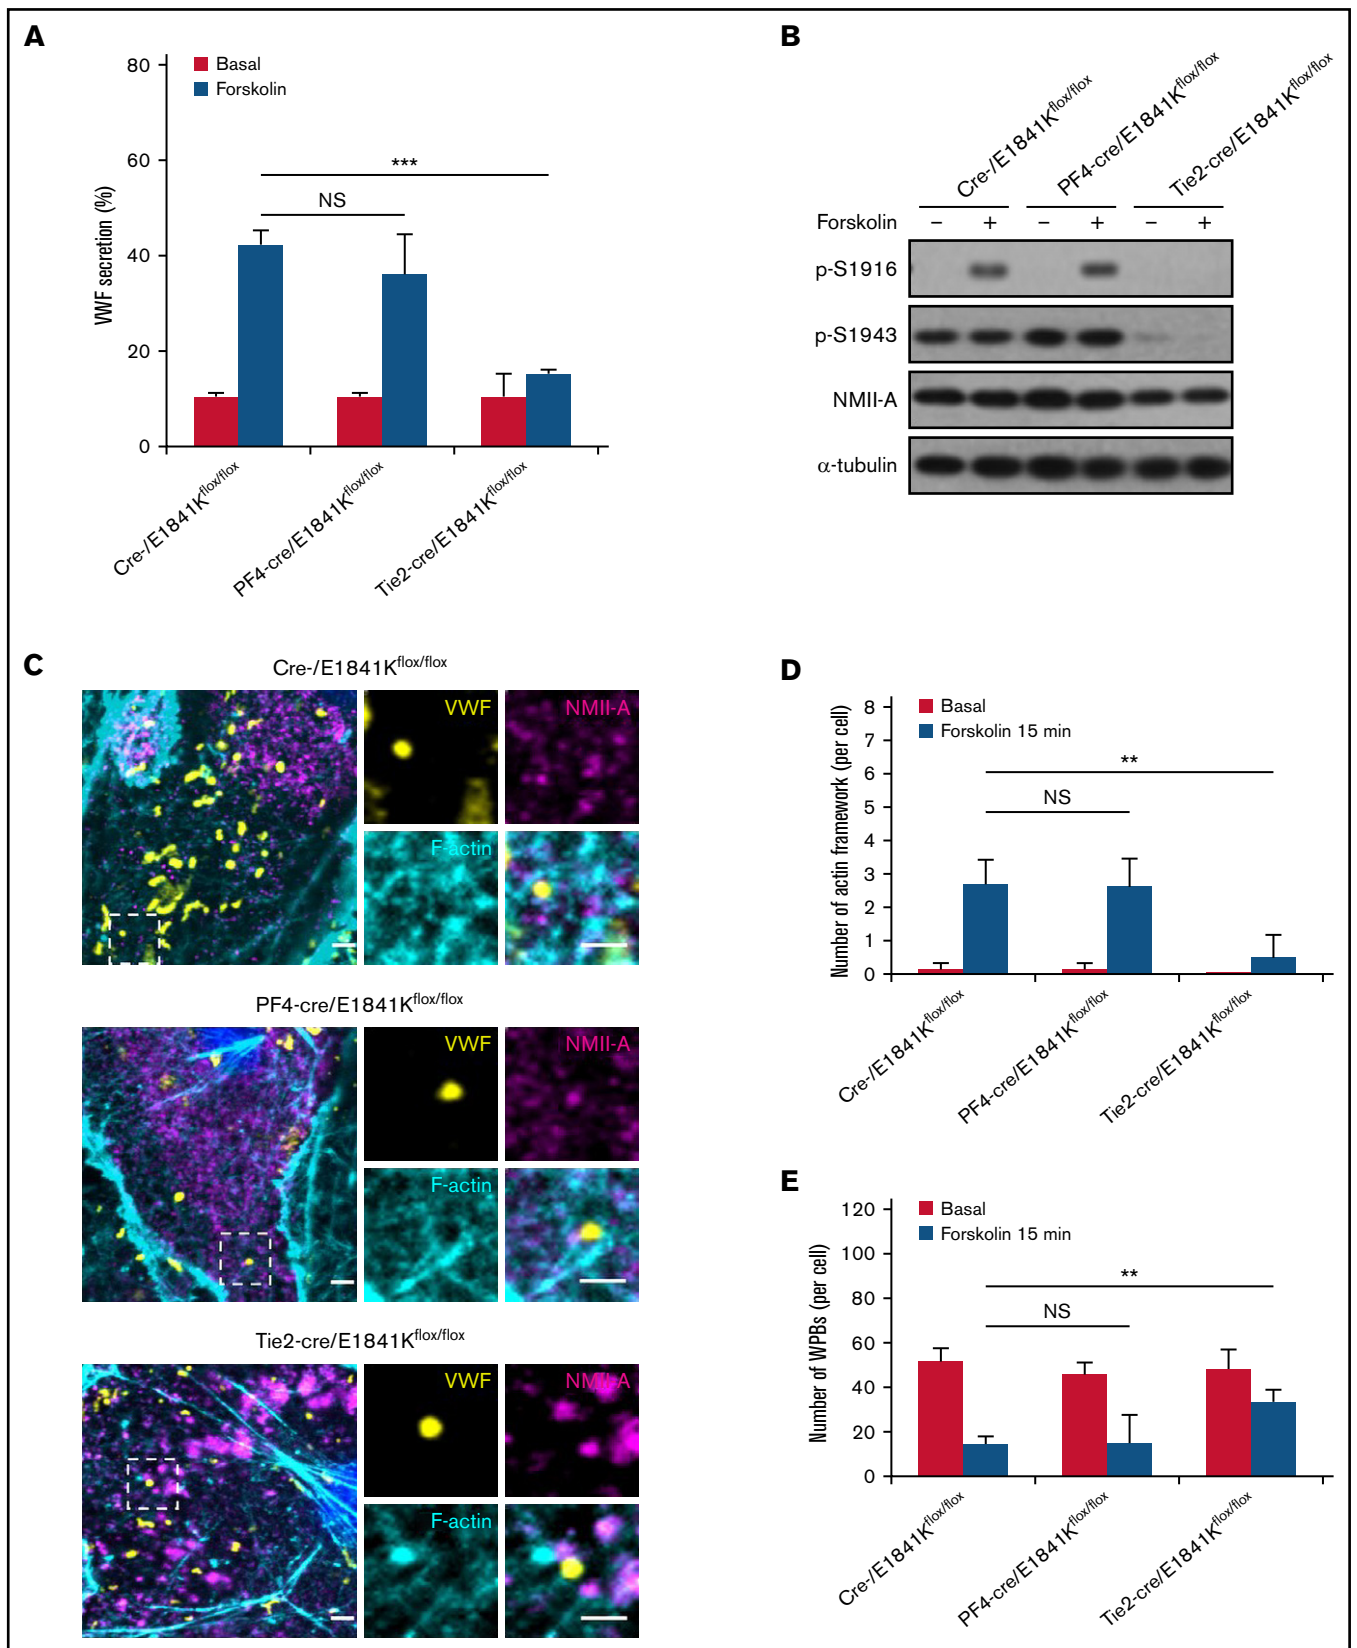 A
80
60
40
20
0
VWF secretion (%)
Basal
Forskolin
***
NS
Cre-/E1841Kflox/flox
PF4-cre/E1841Kflox/flox
Tie2-cre/E1841Kflox/flox
B
Cre-/E1841Kflox/flox
PF4-cre/E1841Kflox/flox
Tie2-cre/E1841Kflox/flox
Forskolin – + – + – +
p-S1916
p-S1943
NMII-A
α-tubulin
C
Cre-/E1841Kflox/flox
VWF
NMII-A
F-actin
PF4-cre/E1841Kflox/flox
VWF
NMII-A
F-actin
Tie2-cre/E1841Kflox/flox
VWF
NMII-A
F-actin
D
8
7
6
5
4
3
2
1
0
Number of actin framework (per cell)
Basal
Forskolin 15 min
**
NS
Cre-/E1841Kflox/flox
PF4-cre/E1841Kflox/flox
Tie2-cre/E1841Kflox/flox
E
120
100
80
60
40
20
0
Number of WPBs (per cell)
Basal
Forskolin 15 min
**
NS
Cre-/E1841Kflox/flox
PF4-cre/E1841Kflox/flox
Tie2-cre/E1841Kflox/flox